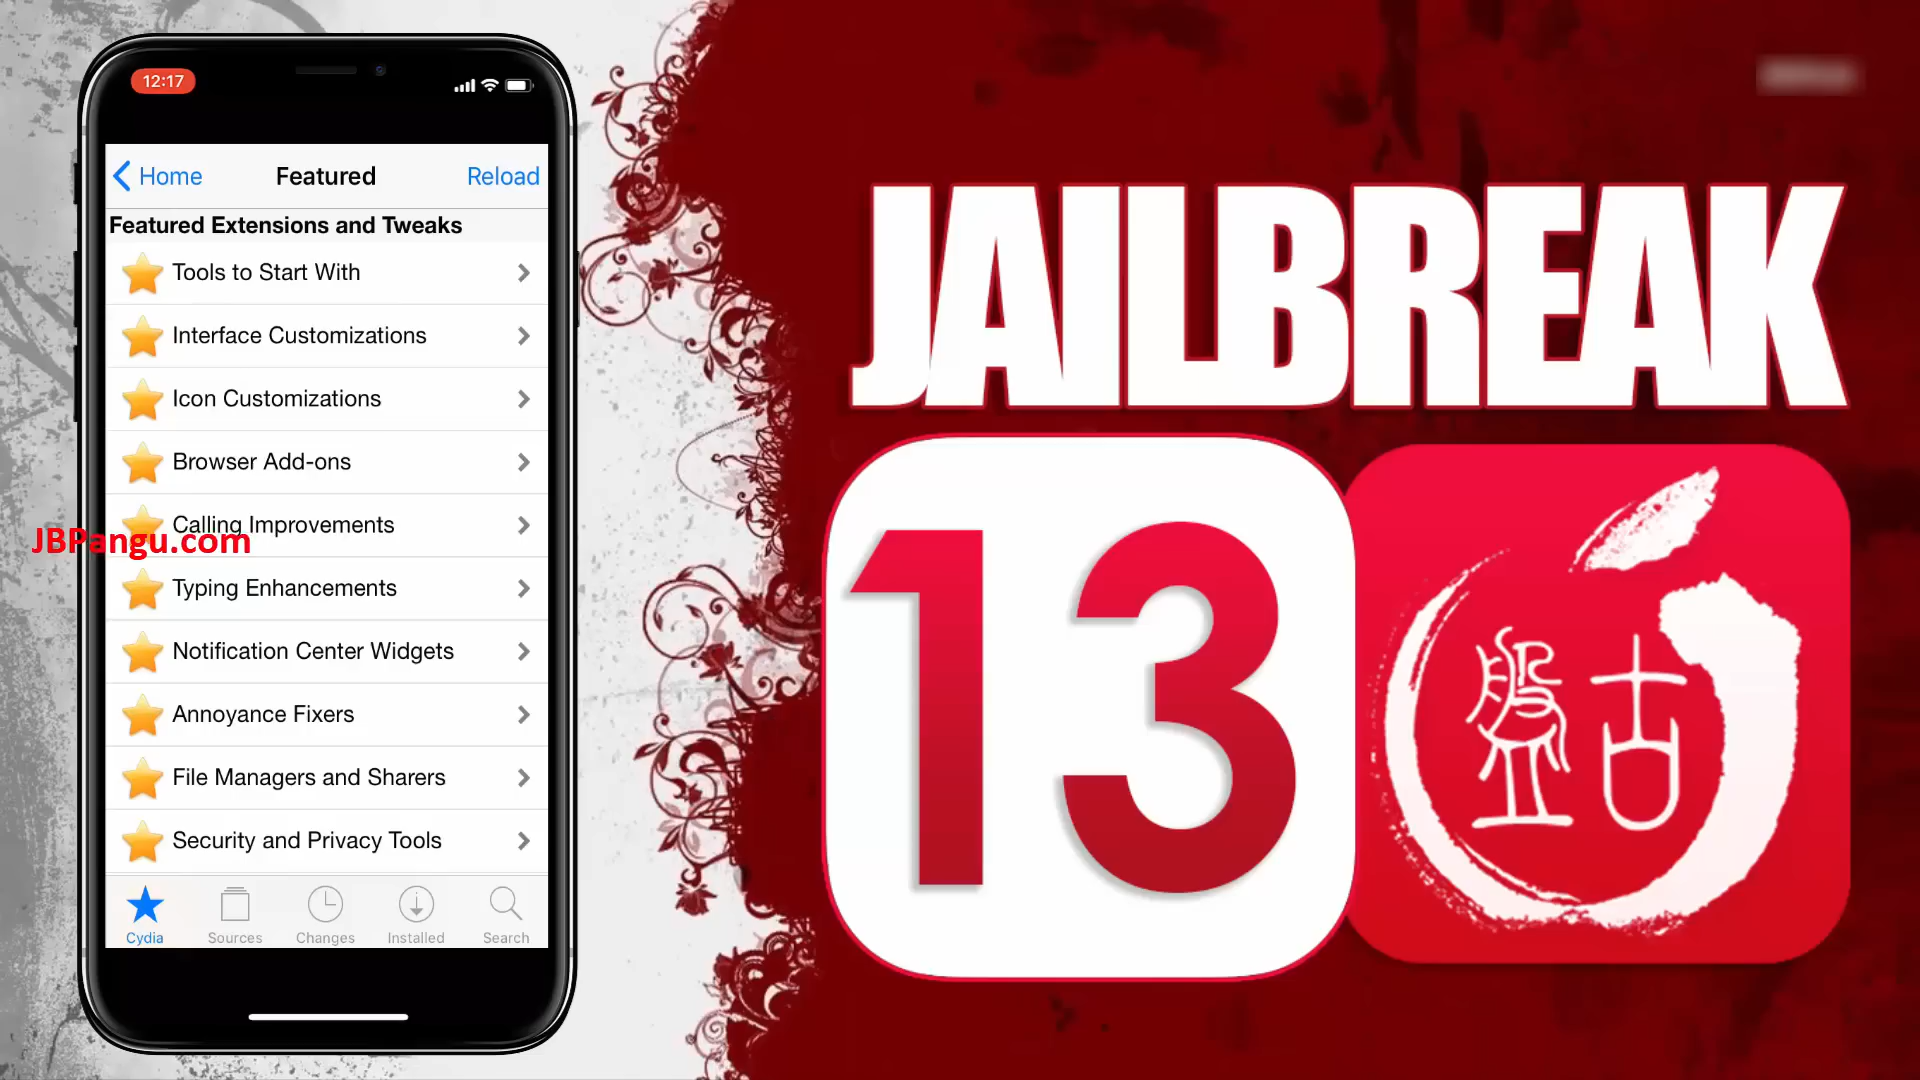 12:17
Home
Featured
Reload
Featured Extensions and Tweaks
Tools to Start With
Interface Customizations
Icon Customizations
Browser Add-ons
Calling Improvements
JBPangu.com
Typing Enhancements
Notification Center Widgets
Annoyance Fixers
File Managers and Sharers
Security and Privacy Tools
Cydia
Sources
Changes
Installed
Search
JAILBREAK
13
盤古